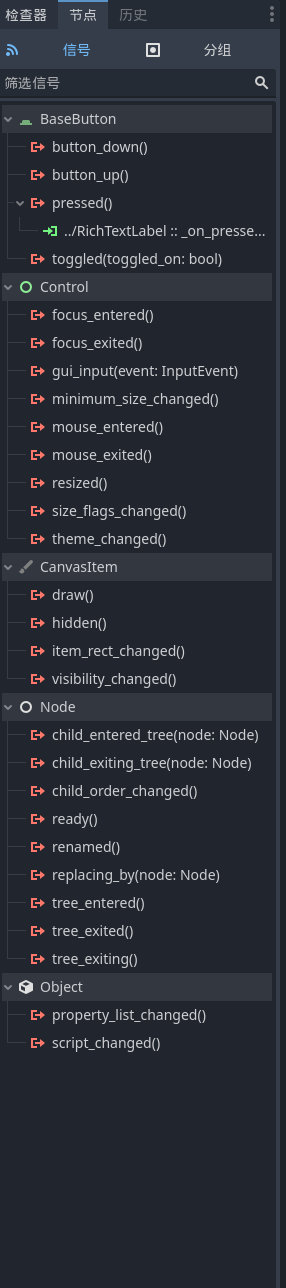 检查器 节点 历史
信号 分组
筛选信号
BaseButton
button_down()
button_up()
pressed()
../RichTextLabel :: _on_presse...
toggled(toggled_on: bool)
Control
focus_entered()
focus_exited()
gui_input(event: InputEvent)
minimum_size_changed()
mouse_entered()
mouse_exited()
resized()
size_flags_changed()
theme_changed()
CanvasItem
draw()
hidden()
item_rect_changed()
visibility_changed()
Node
child_entered_tree(node: Node)
child_exiting_tree(node: Node)
child_order_changed()
ready()
renamed()
replacing_by(node: Node)
tree_entered()
tree_exited()
tree_exiting()
Object
property_list_changed()
script_changed()